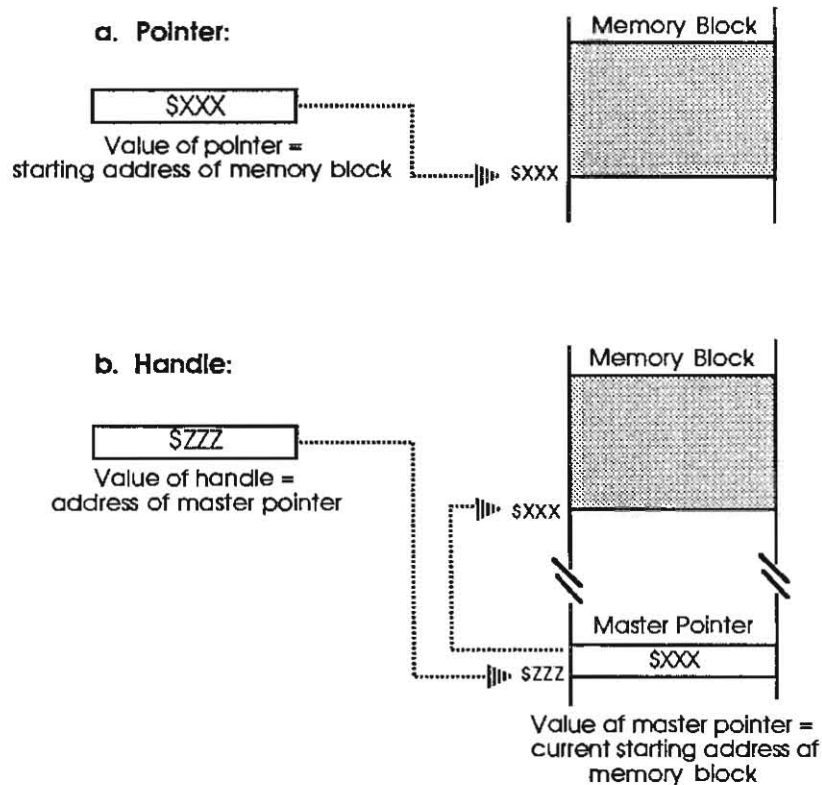 a. Pointer:
Memory Block
$XXX
Value of pointer =
starting address of memory block
$XXX
b. Handle:
Memory Block
$ZZZ
Value of handle =
address of master pointer
$XXX
Master Pointer
$XXX
$ZZZ
Value of master pointer =
current starting address of
memory block